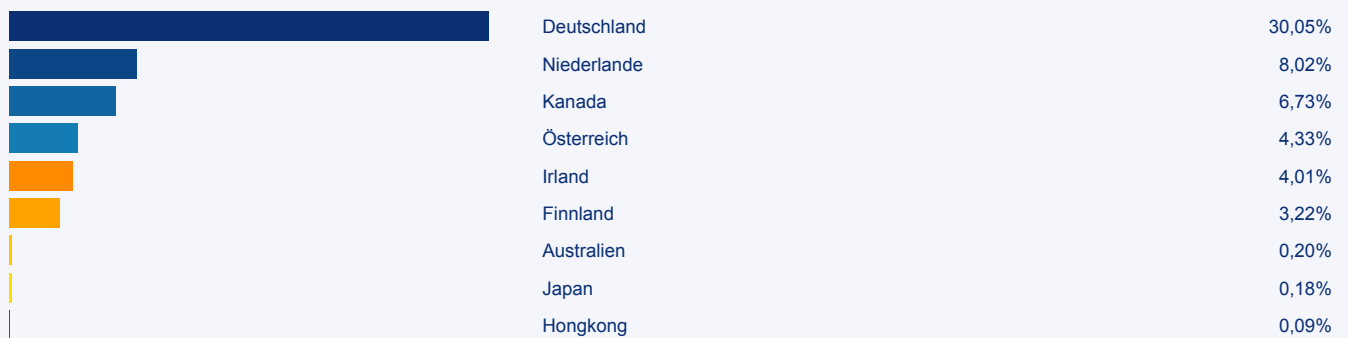 Deutschland 30,05%
Niederlande 8,02%
Kanada 6,73%
Österreich 4,33%
Irland 4,01%
Finnland 3,22%
Australien 0,20%
Japan 0,18%
Hongkong 0,09%